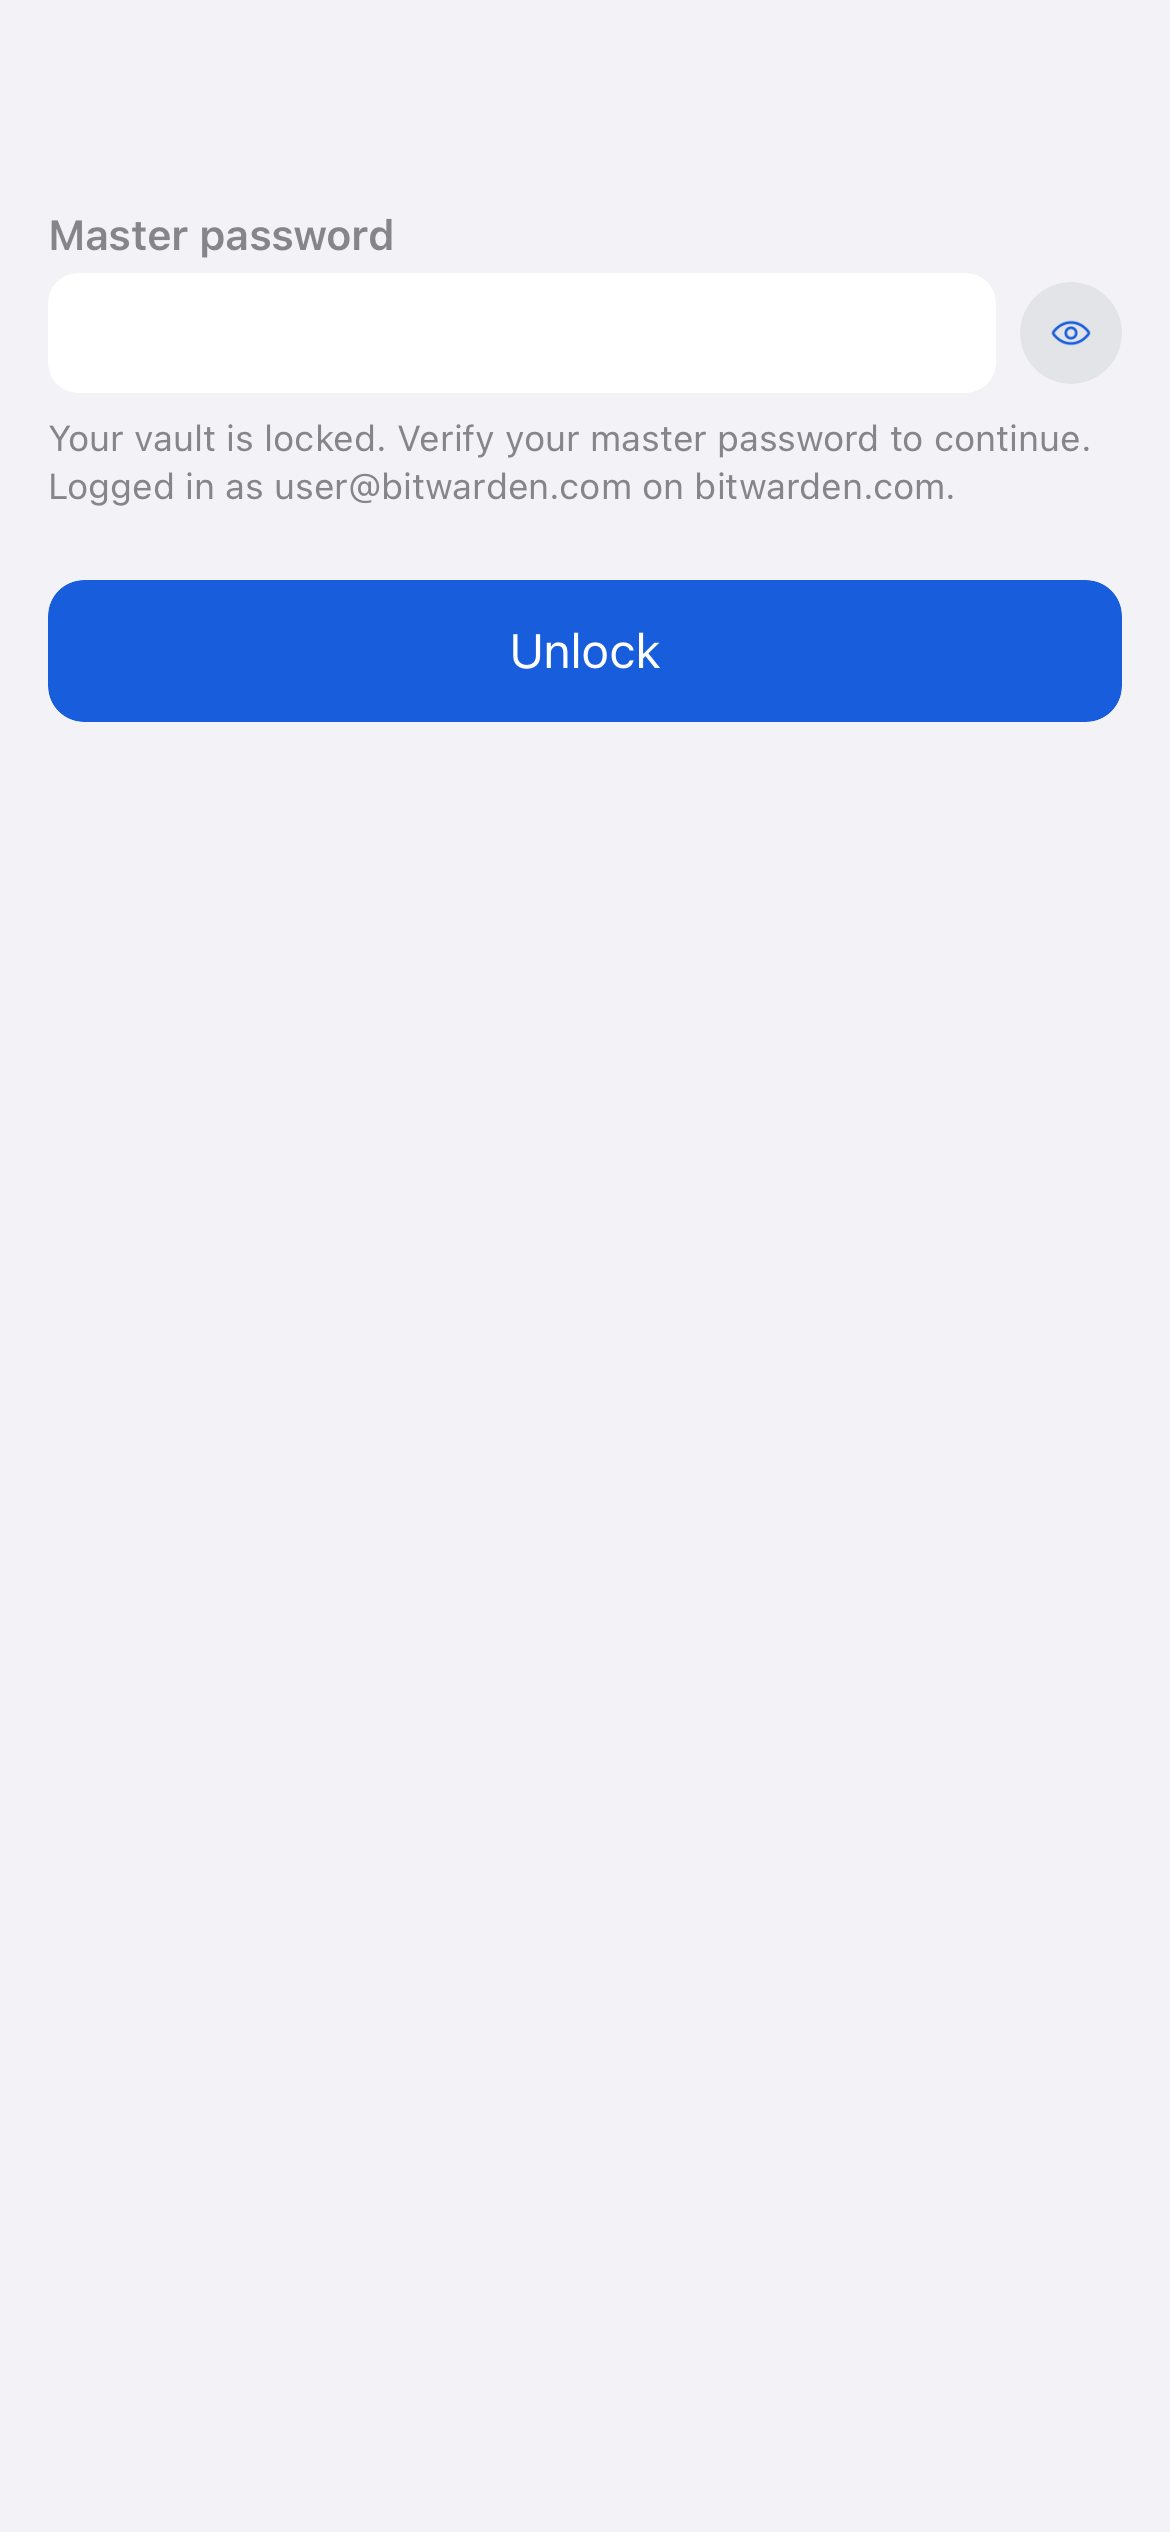 Master password
Your vault is locked. Verify your master password to continue.
Logged in as user@bitwarden.com on bitwarden.com.
Unlock